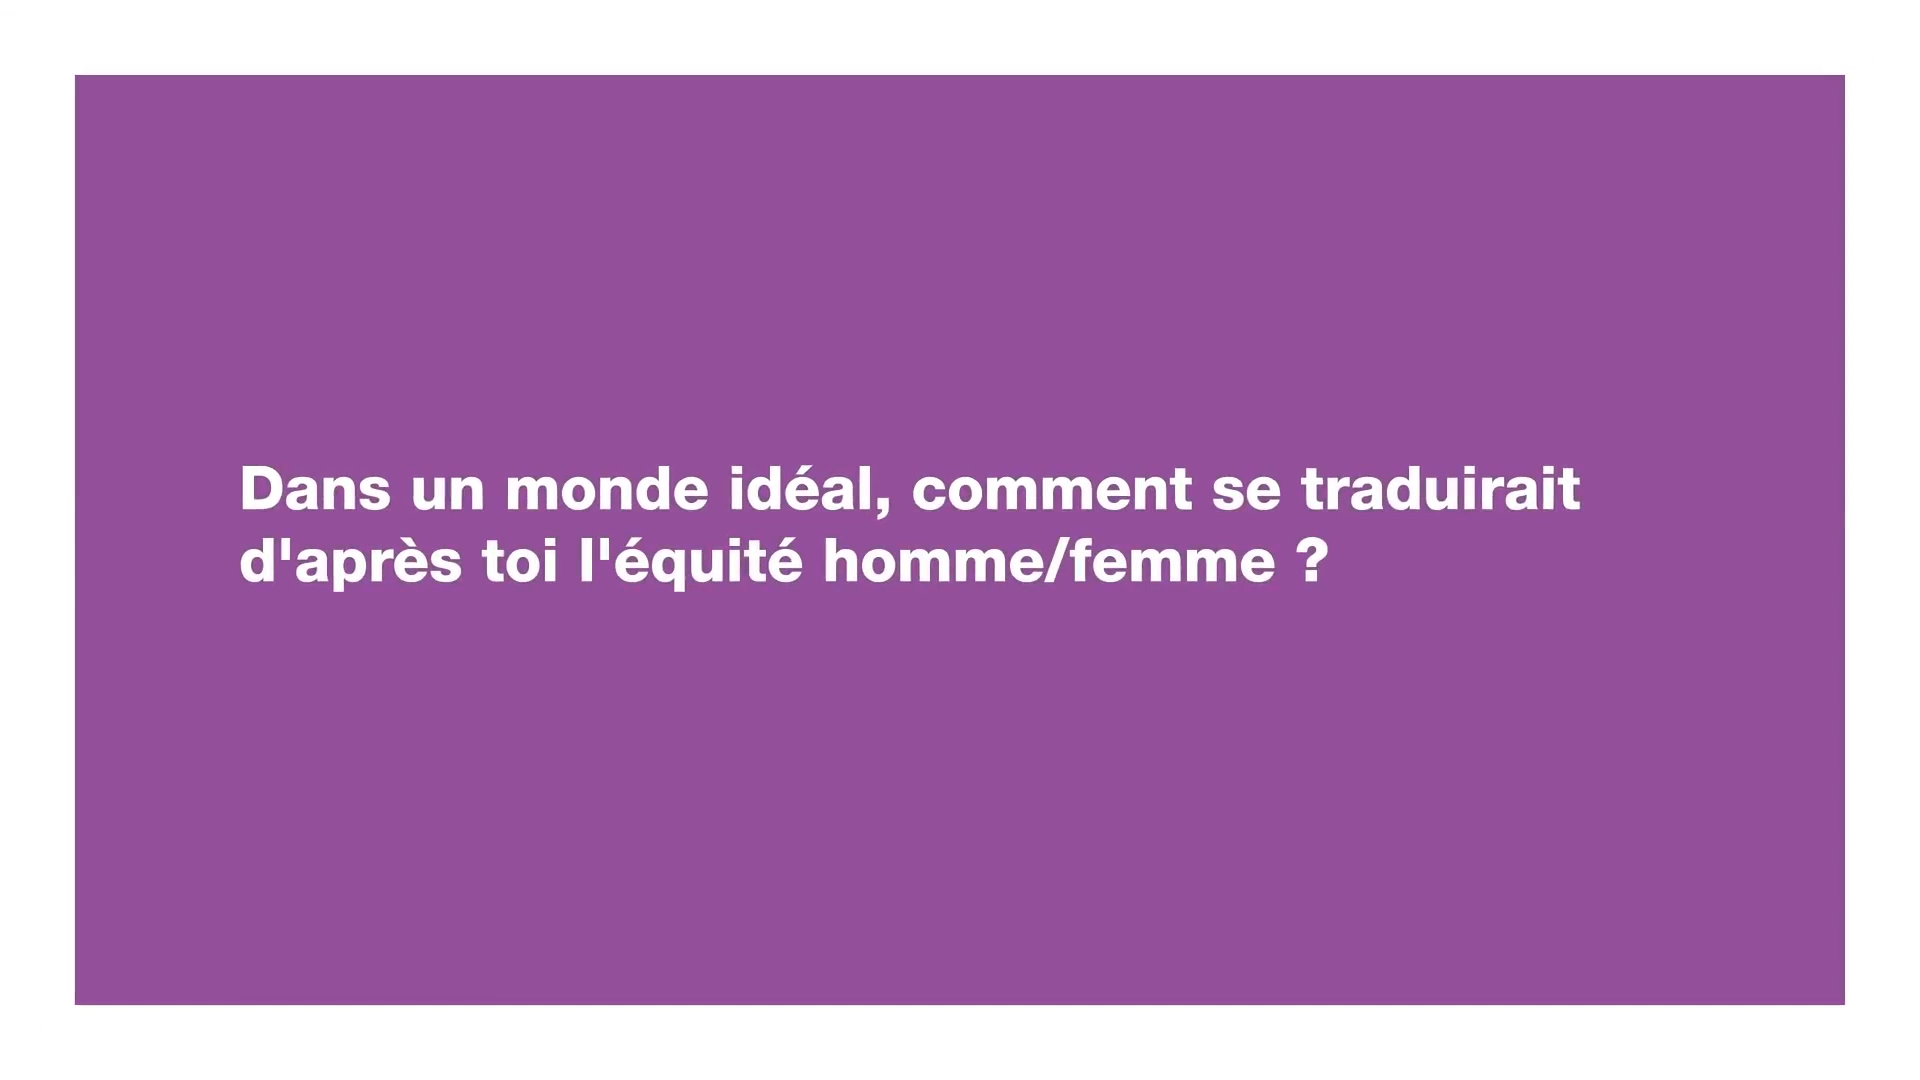 Dans un monde idéal, comment se traduirait
d'après toi l'équité homme/femme ?